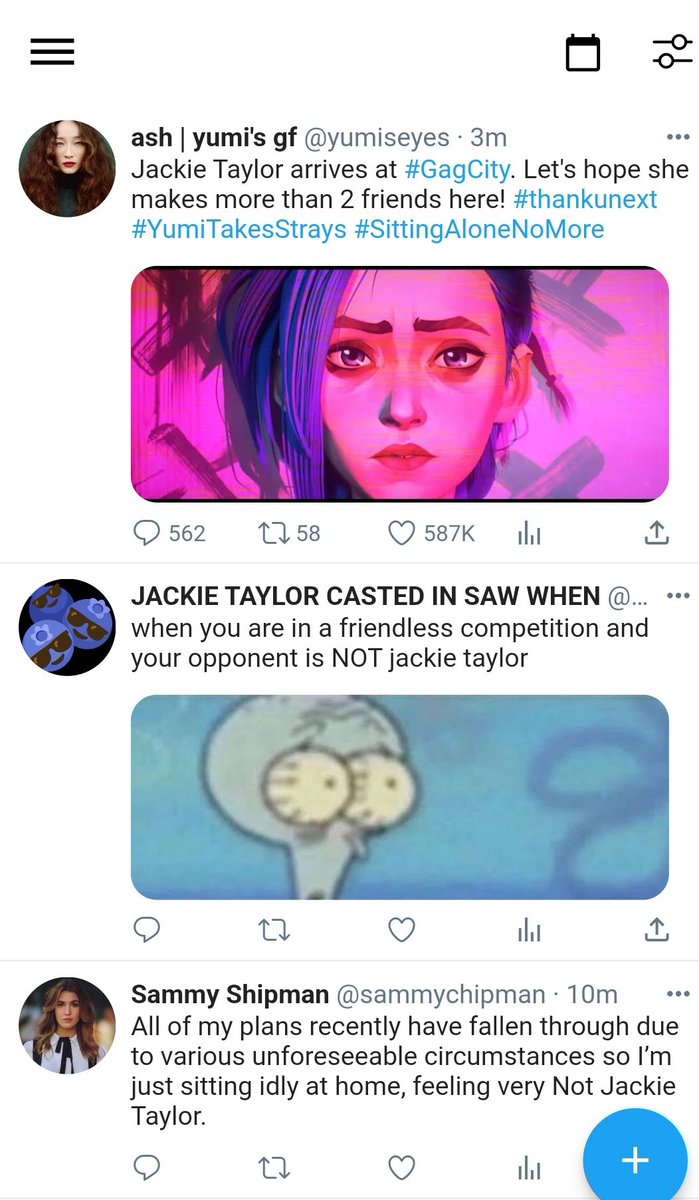 ash | yumi's gf @yumiseyes · 3m
Jackie Taylor arrives at #GagCity. Let's hope she
makes more than 2 friends here! #thankunext
#YumiTakesStrays #SittingAloneNoMore
562 58 587K
JACKIE TAYLOR CASTED IN SAW WHEN @...
when you are in a friendless competition and
your opponent is NOT jackie taylor
Sammy Shipman @sammychipman · 10m
All of my plans recently have fallen through due
to various unforeseeable circumstances so I’m
just sitting idly at home, feeling very Not Jackie
Taylor.